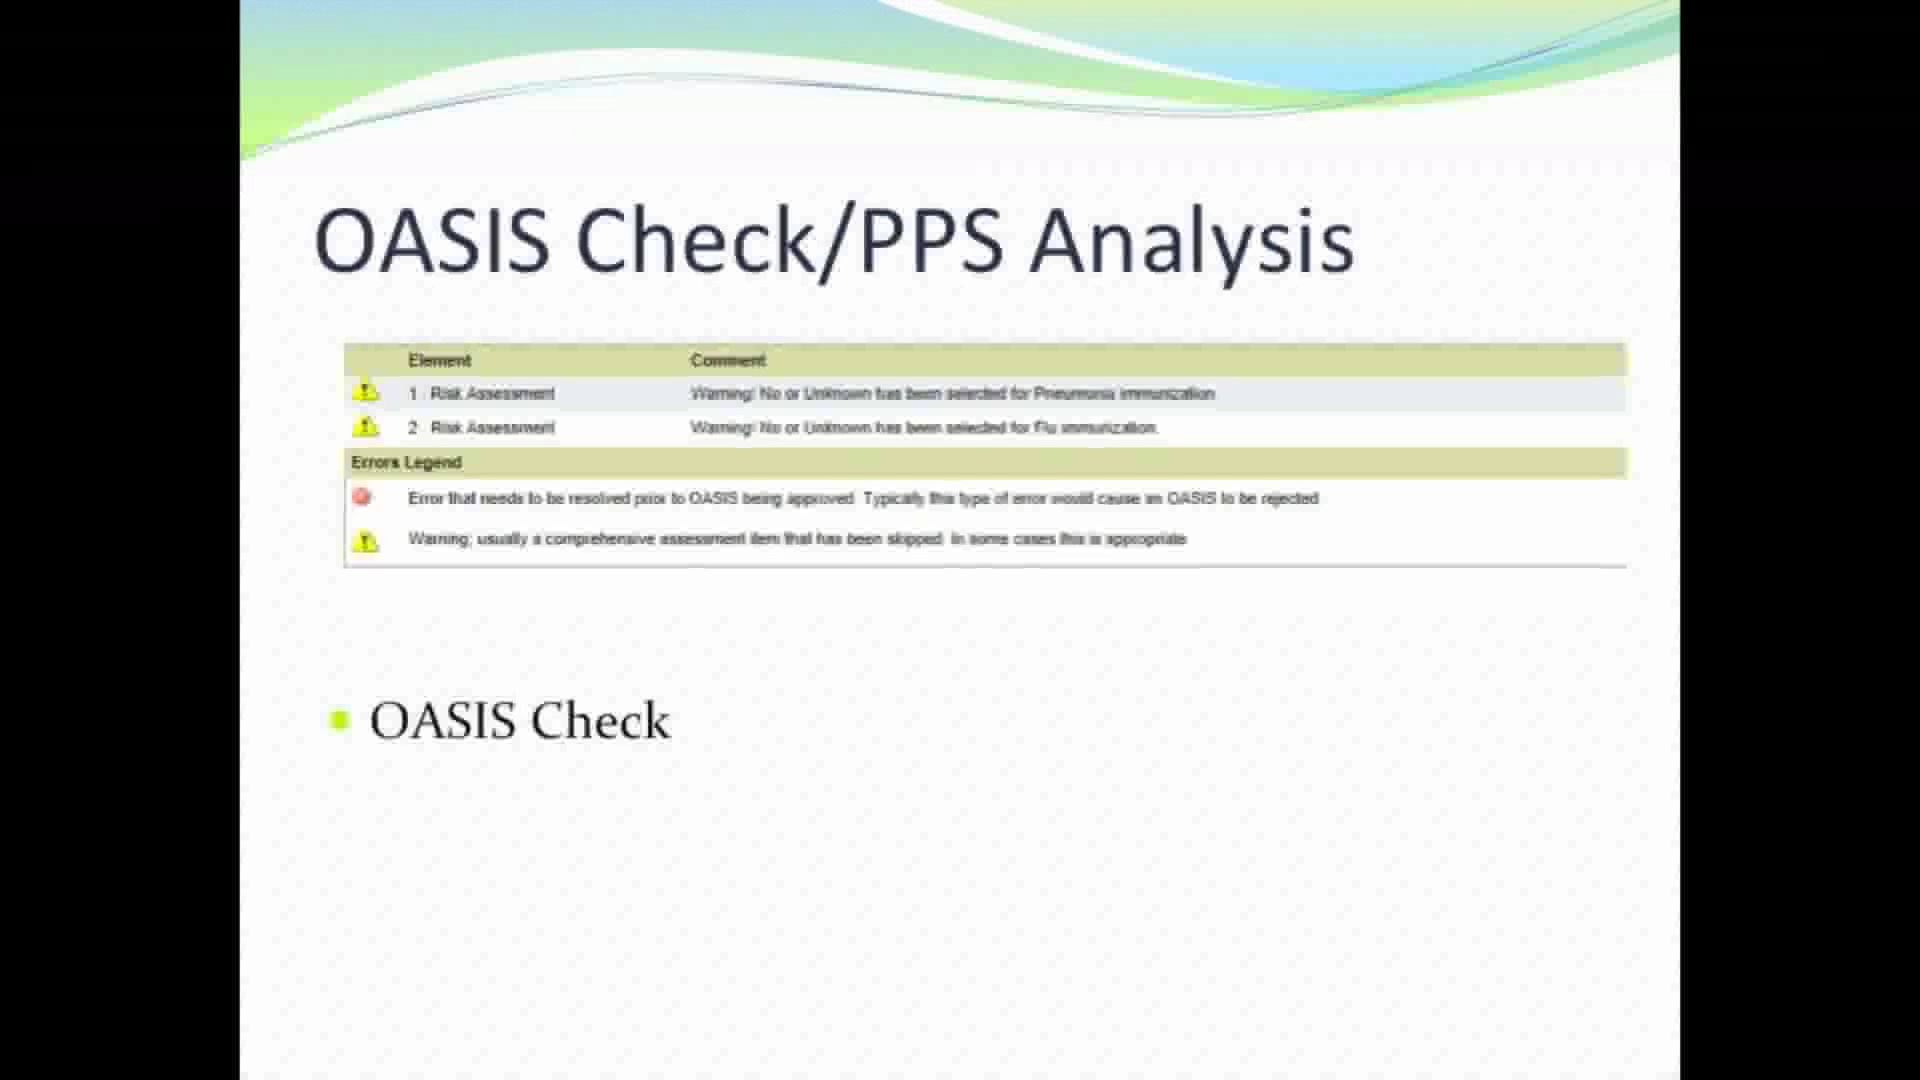 OASIS Check/PPS Analysis
Element Comment
1 Risk Assessment Warning! No or Unknown has been selected for Pneumonia immunization
2 Risk Assessment Warning! No or Unknown has been selected for Flu immunization
Errors Legend
Error that needs to be resolved prior to OASIS being approved. Typically this type of error would cause an OASIS to be rejected
Warning; usually a comprehensive assessment item that has been skipped. In some cases this is appropriate
OASIS Check